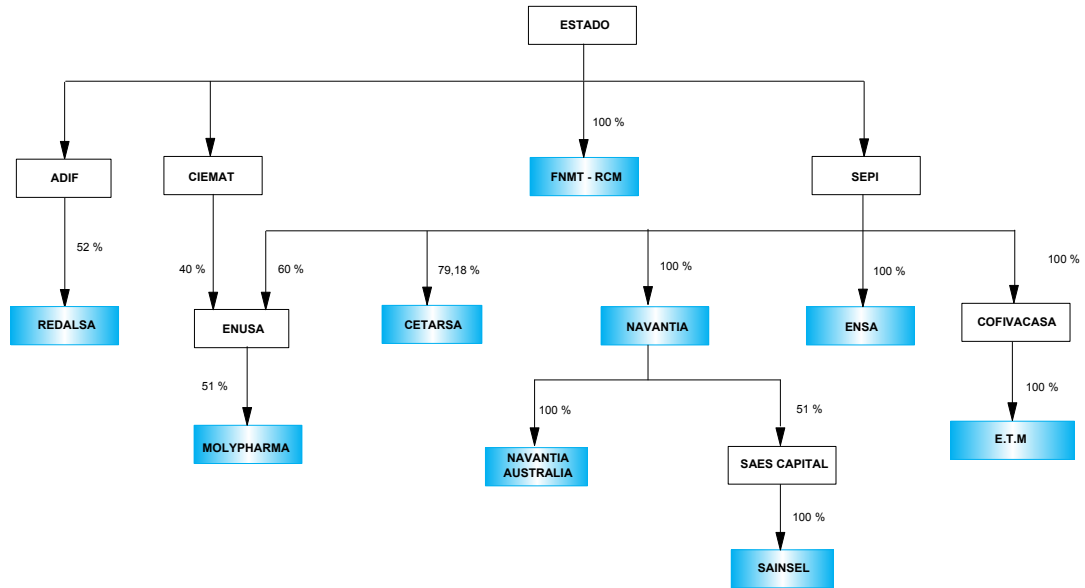 ESTADO
100 %
ADIF
CIEMAT
FNMT - RCM
SEPI
52 %
40 %
60 %
79,18 %
100 %
100 %
100 %
REDALSA
ENUSA
CETARSA
NAVANTIA
ENSA
COFIVACASA
51 %
100 %
51 %
100 %
MOLYPHARMA
NAVANTIA
AUSTRALIA
SAES CAPITAL
E.T.M
100 %
SAINSEL